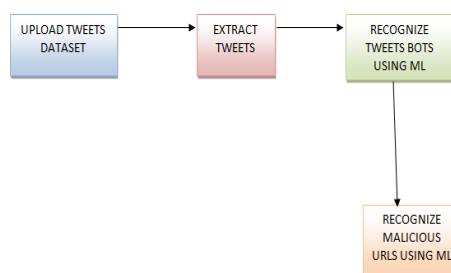 UPLOAD TWEETS
DATASET
EXTRACT
TWEETS
RECOGNIZE
TWEETS BOTS
USING ML
RECOGNIZE
MALICIOUS
URLS USING ML